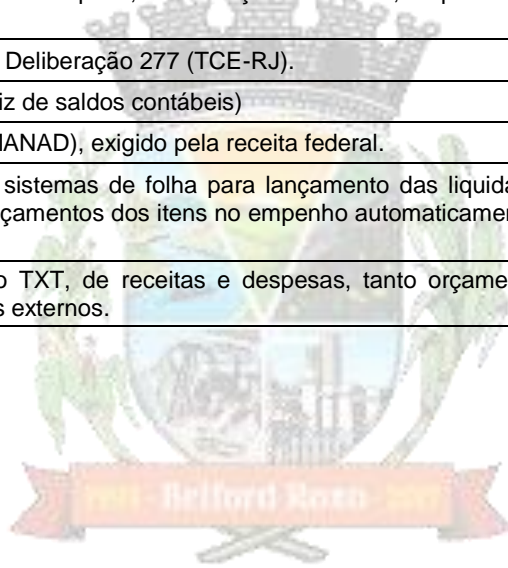 Deliberação 277 (TCE-RJ).
iz de saldos contábeis)
MANAD), exigido pela receita federal.
sistemas de folha para lançamento das liquida
çamentos dos itens no empenho automaticamen
o TXT, de receitas e despesas, tanto orçame
s externos.
Belford Roxo